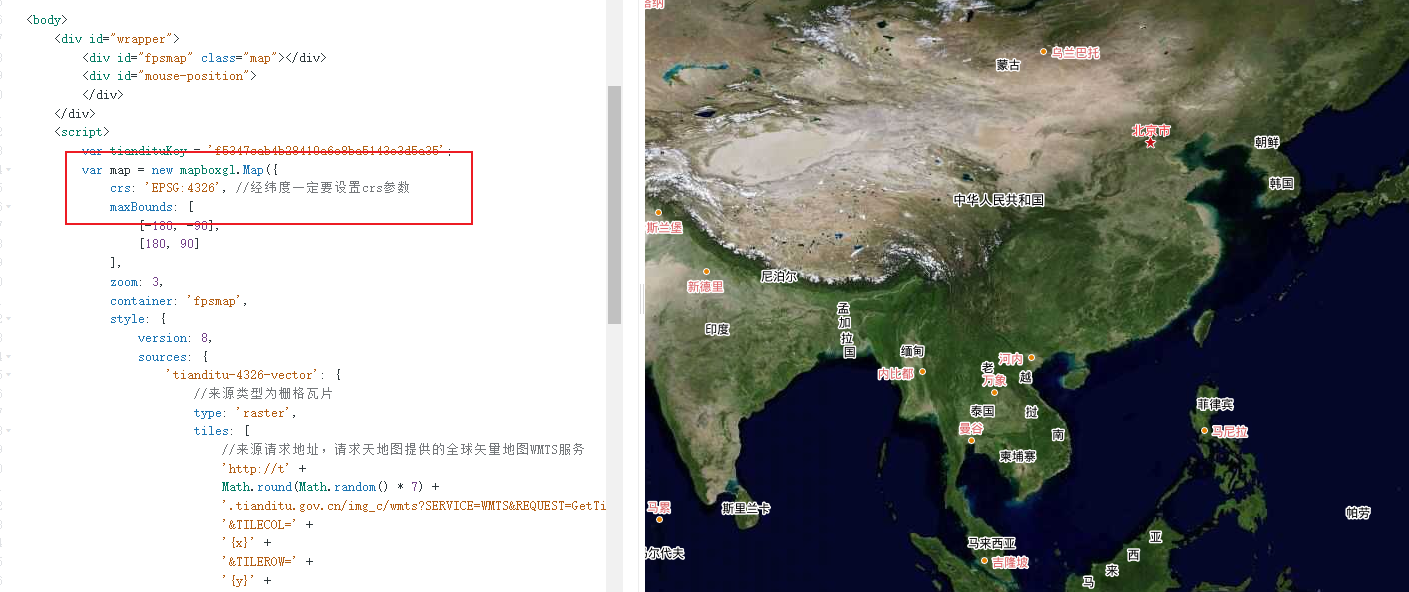 <body>
<div id="wrapper">
<div id="fpsmap" class="map"></div>
<div id="mouse-position">
</div>
</div>
<script>
var map = new mapboxgl.Map({
crs: 'EPSG:4326', //经纬度一定要设置crs参数
maxBounds: [
[-180, -90],
[180, 90]
],
zoom: 3,
container: 'fpsmap',
style: {
version: 8,
sources: {
'tianditu-4326-vector': {
//来源类型为栅格瓦片
type: 'raster',
tiles: [
//来源请求地址，请求天地图提供的全球矢量地图WMTS服务
'http://t' +
Math.round(Math.random() * 7) +
'.tianditu.gov.cn/img_c/wmts?SERVICE=WMTS&REQUEST=GetTi
'&TILECOL=' +
'{x}' +
'&TILEROW=' +
'{y}' +
乌兰巴托
蒙古
北京市
朝鲜
韩国
中华人民共和国
斯兰堡
尼泊尔
新德里
孟加拉国
印度
缅甸
内比都
河内
老挝
万象
越南
泰国
曼谷
柬埔寨
菲律宾
马尼拉
马累
斯里兰卡
帕劳
马来西亚
尔代夫
吉隆坡
马来西亚